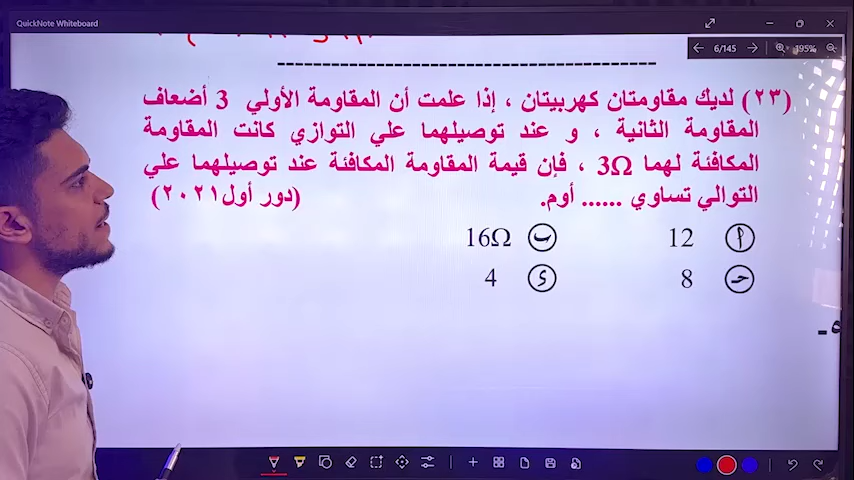 QuickNote Whiteboard
6/145
195%
---------------------------------------------
(٢٣) لديك مقاومتان كهربيتان ، إذا علمت أن المقاومة الأولي 3 أضعاف
المقاومة الثانية ، و عند توصيلهما علي التوازي كانت المقاومة
المكافئة لهما 3Ω ، فإن قيمة المقاومة المكافئة عند توصيلهما علي
التوالي تساوي ...... أوم. (دور أول٢٠٢١)
أ 12 ب 16Ω
جـ 8 د 4
٥ـ